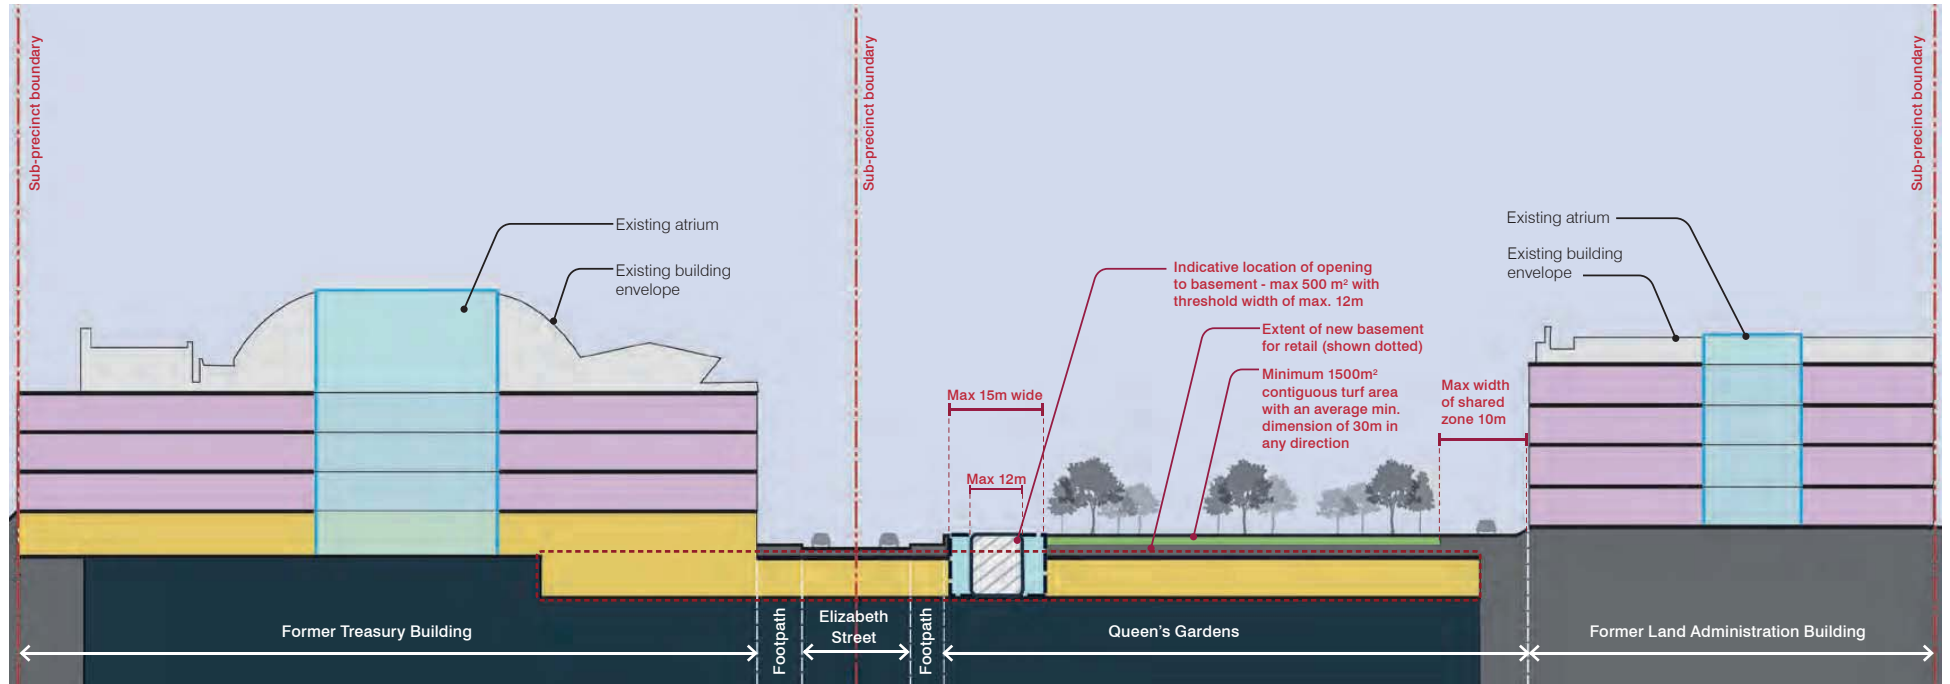 Sub-precinct boundary
Sub-precinct boundary
Sub-precinct boundary
Existing atrium
Existing building
envelope
Existing atrium
Existing building
envelope
Indicative location of opening
to basement - max 500 m² with
threshold width of max. 12m
Extent of new basement
for retail (shown dotted)
Minimum 1500m²
contiguous turf area
with an average min.
dimension of 30m in
any direction
Max width
of shared
zone 10m
Max 15m wide
Max 12m
Former Treasury Building
Footpath
Elizabeth
Street
Footpath
Queen's Gardens
Former Land Administration Building